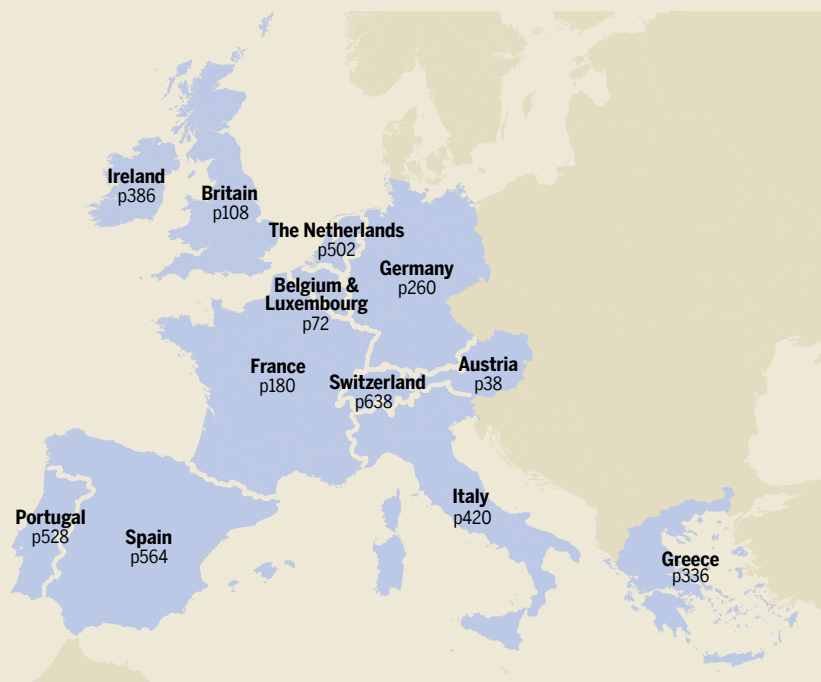 Ireland
p386
Britain
p108
The Netherlands
p502
Germany
p260
Belgium &
Luxembourg
p72
France
p180
Switzerland
p638
Austria
p38
Italy
p420
Portugal
p528
Spain
p564
Greece
p336